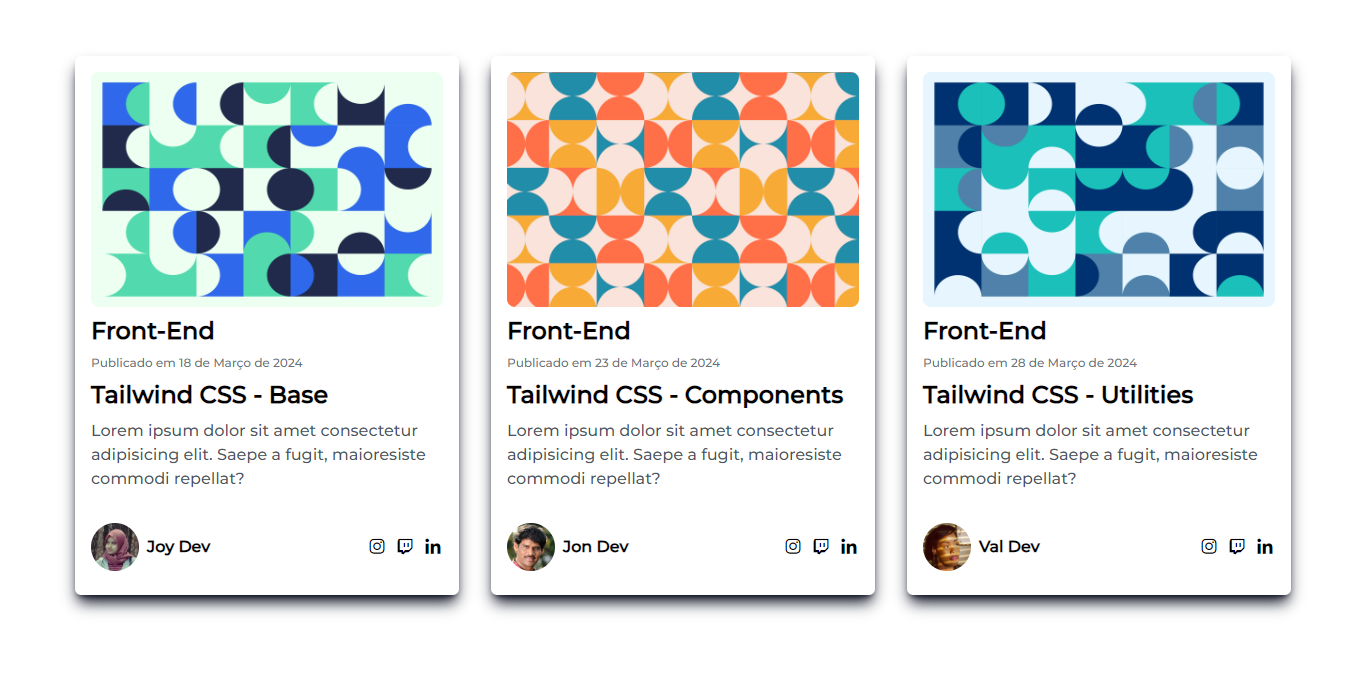 Front-End
Publicado em 18 de Março de 2024
Tailwind CSS - Base
Lorem ipsum dolor sit amet consectetur
adipisicing elit. Saepe a fugit, maioresiste
commodi repellat?
Joy Dev
in
Front-End
Publicado em 23 de Março de 2024
Tailwind CSS - Components
Lorem ipsum dolor sit amet consectetur
adipisicing elit. Saepe a fugit, maioresiste
commodi repellat?
Jon Dev
in
Front-End
Publicado em 28 de Março de 2024
Tailwind CSS - Utilities
Lorem ipsum dolor sit amet consectetur
adipisicing elit. Saepe a fugit, maioresiste
commodi repellat?
Val Dev
in